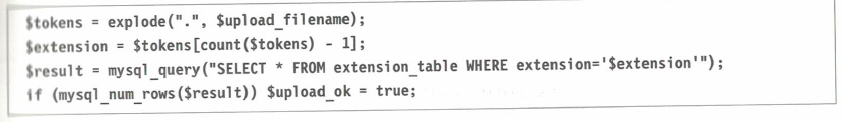 $tokens = explode(".", $upload_filename);
$extension = $tokens[count($tokens) - 1];
$result = mysql_query("SELECT * FROM extension_table WHERE extension='$extension'");
if (mysql_num_rows($result)) $upload_ok = true;